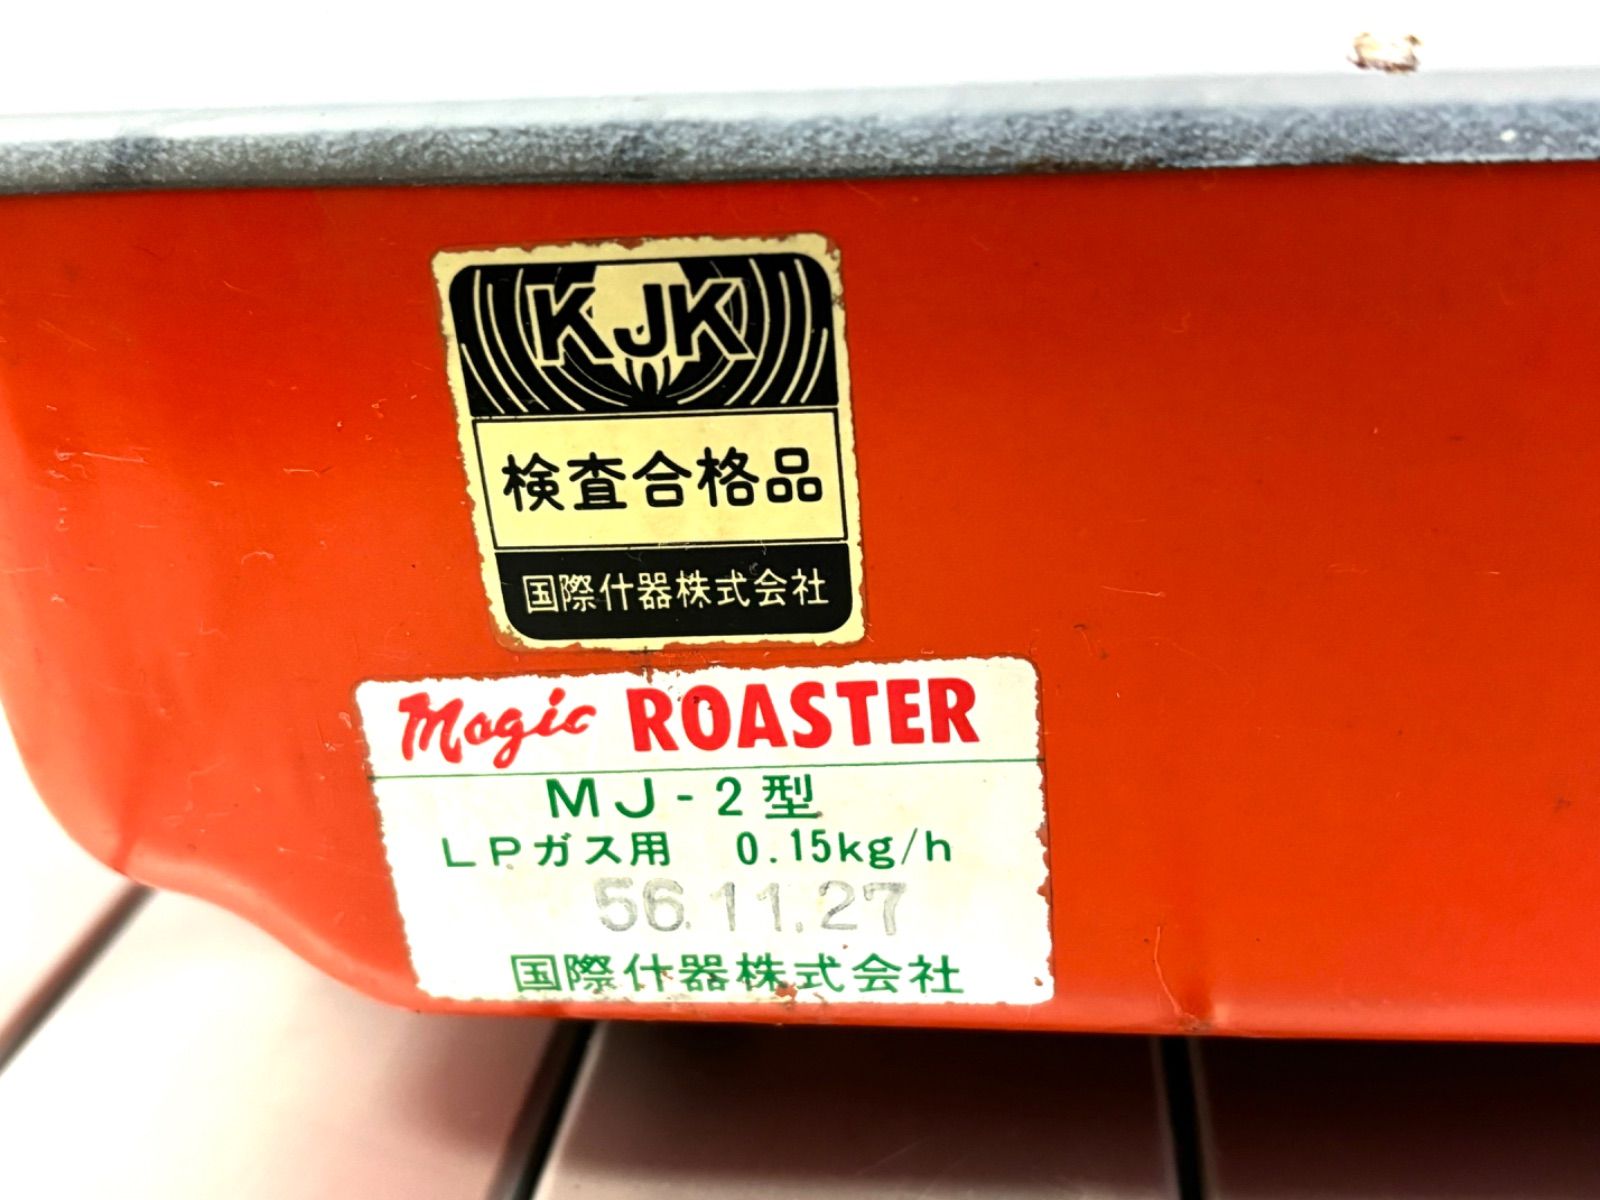 KJK
検査合格品
国際什器株式会社
Magic ROASTER
MJ-2型
LPガス用 0.15kg/h
56.11.27
国際什器株式会社